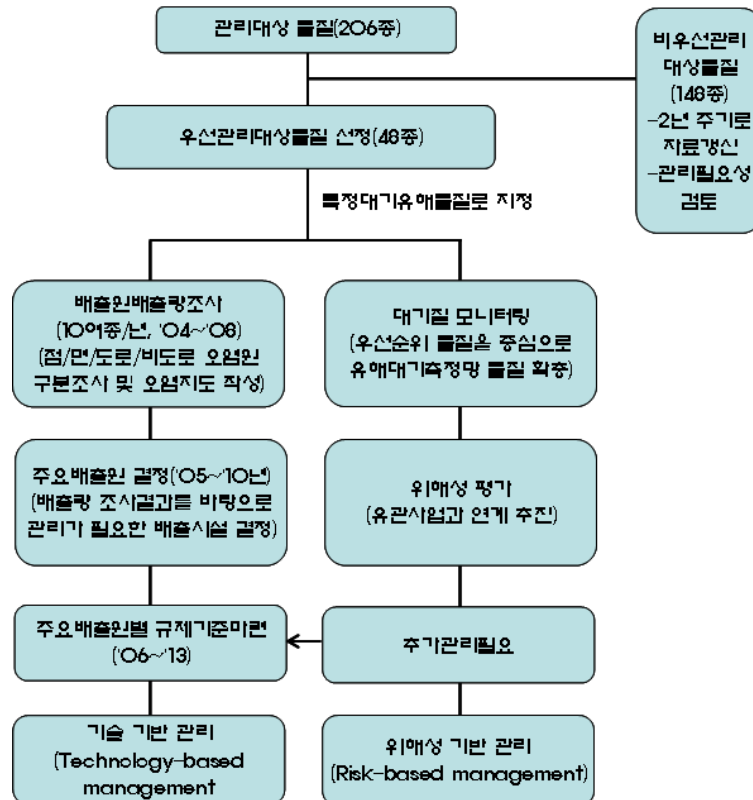 관리대상 물질(206종)
비우선관리
대상물질
(148종)
-2년 주기로
자료갱신
-관리필요성
검토
우선관리대상물질 선정(48종)
특정대기유해물질로 지정
배출원배출량조사
(10여종/년, '04~'08)
(점/면/도로/비도로 오염원
구분조사 및 오염지도 작성)
대기질 모니터링
(우선순위 물질을 중심으로
유해대기측정망 물질 확충)
주요배출원 결정('05~'10년)
(배출량 조사결과를 바탕으로
관리가 필요한 배출시설 결정)
위해성 평가
(유관사업과 연계 추진)
주요배출원별 규제기준마련
('06~'13)
추가관리필요
기술 기반 관리
(Technology-based
management
위해성 기반 관리
(Risk-based management)